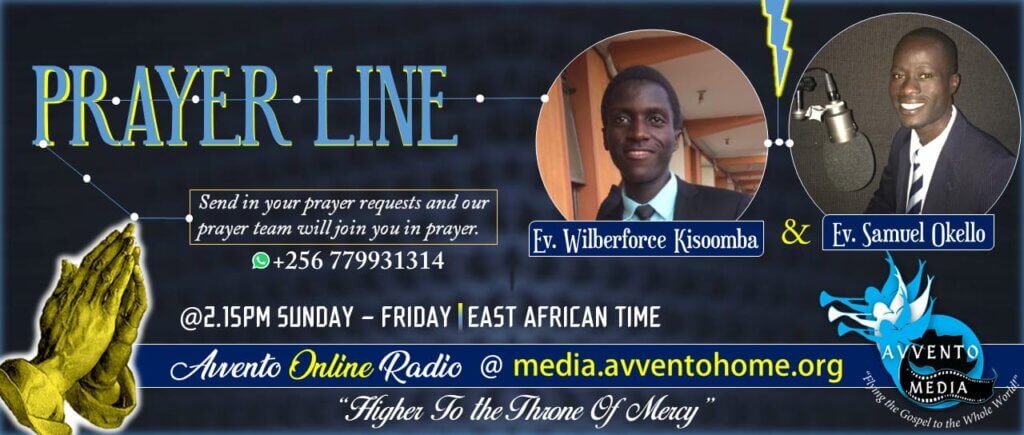 PRAYER LINE
Send in your prayer requests and our
prayer team will join you in prayer.
+256 779931314
Ev. Wilberforce Kisoomba
&
Ev. Samuel Okello
@2.15PM SUNDAY – FRIDAY | EAST AFRICAN TIME
Avvento Online Radio @ media.avventohome.org
“Higher To the Throne Of Mercy”
AVVENTO
MEDIA
"Flying the Gospel to the Whole World!"